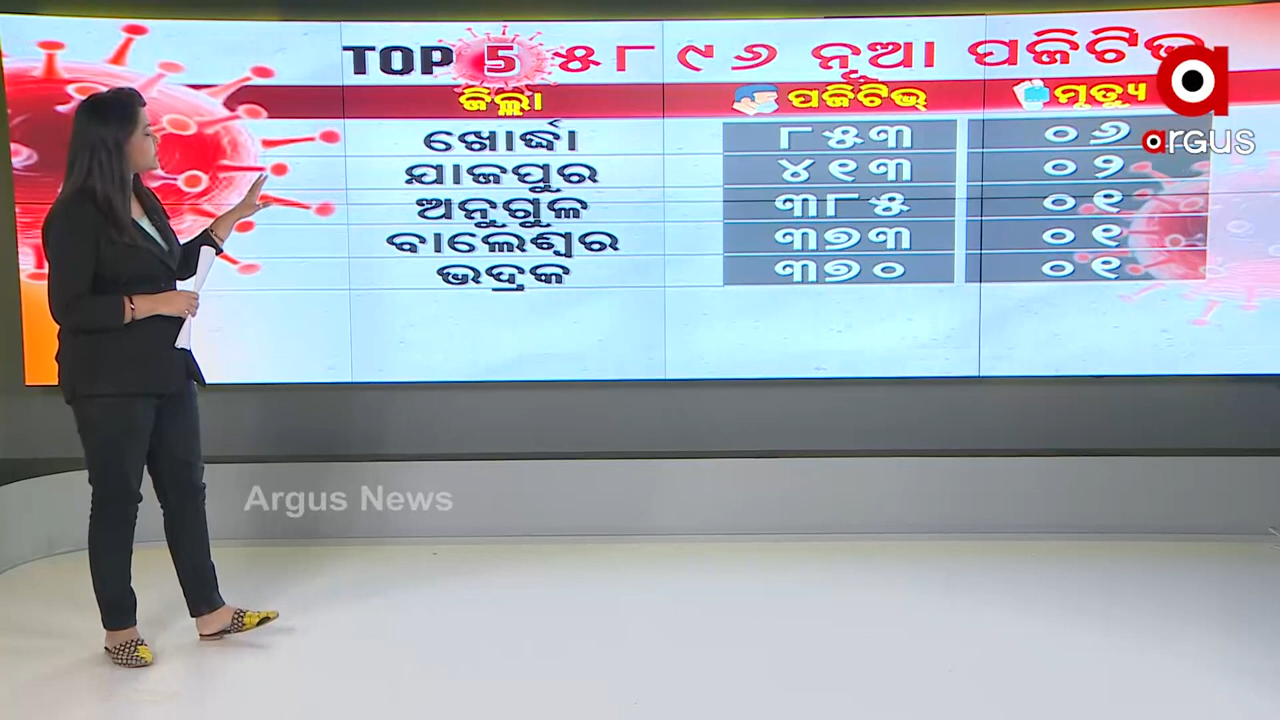 TOP 5 ୫୮୯୬ ନୂଆ ପଜିଟିଭ୍
ଜିଲ୍ଲା ପଜିଟିଭ୍ ମୃତ୍ୟୁ
ଖୋର୍ଦ୍ଧା ୮୫୩ ୦୬
ଯାଜପୁର ୪୧୩ ୦୨
ଅନୁଗୁଳ ୩୮୫ ୦୧
ବାଲେଶ୍ୱର ୩୭୩ ୦୧
ଭଦ୍ରକ ୩୭୦ ୦୧
argus
Argus News